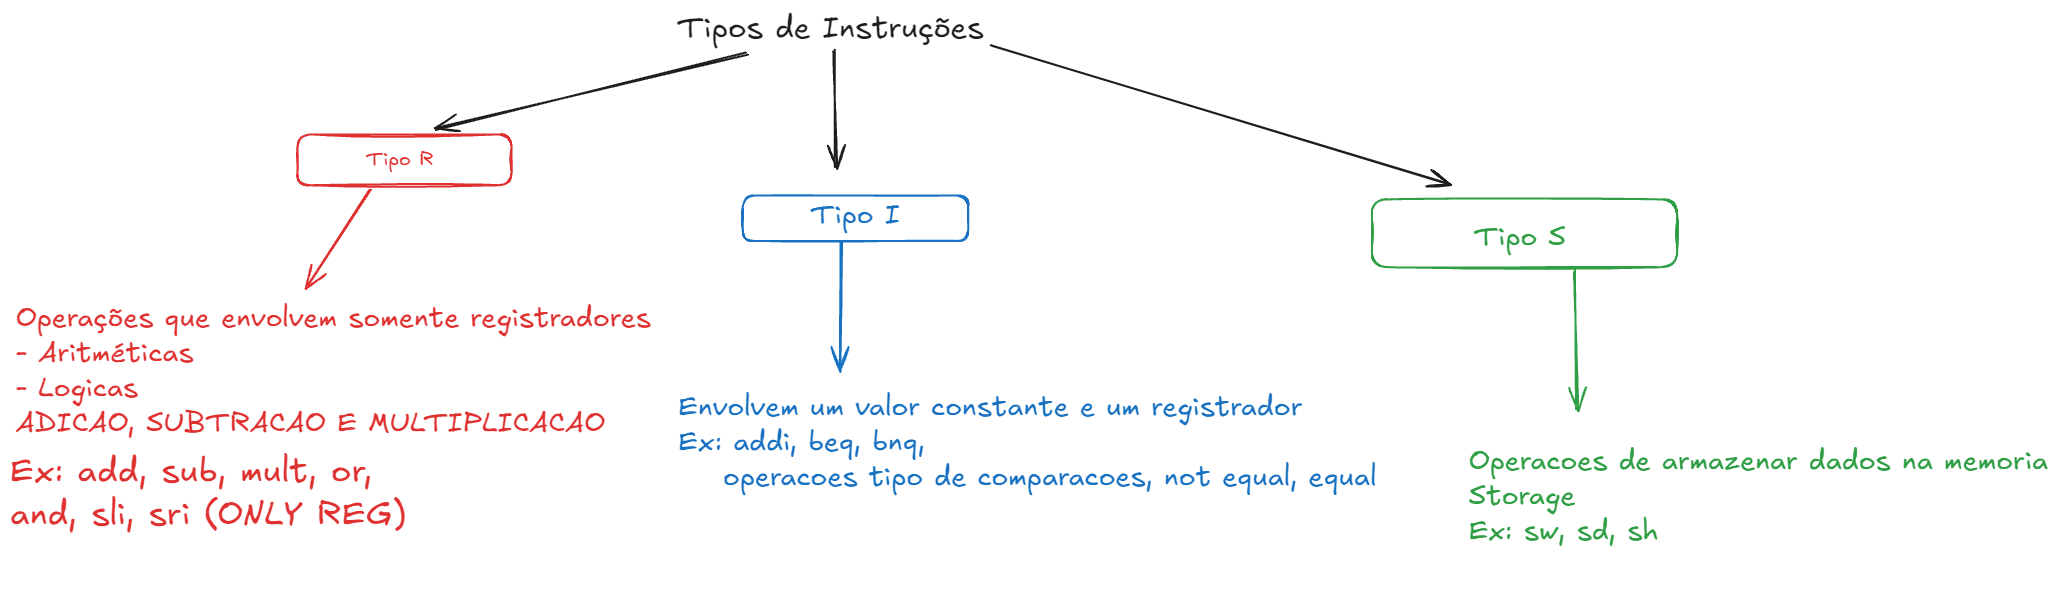 Tipos de Instruções
Tipo R
Operações que envolvem somente registradores
- Aritméticas
- Logicas
ADICAO, SUBTRACAO E MULTIPLICACAO
Ex: add, sub, mult, or,
and, sli, sri (ONLY REG)
Tipo I
Envolvem um valor constante e um registrador
Ex: addi, beq, bnq,
operacoes tipo de comparacoes, not equal, equal
Tipo S
Operacoes de armazenar dados na memoria
Storage
Ex: sw, sd, sh